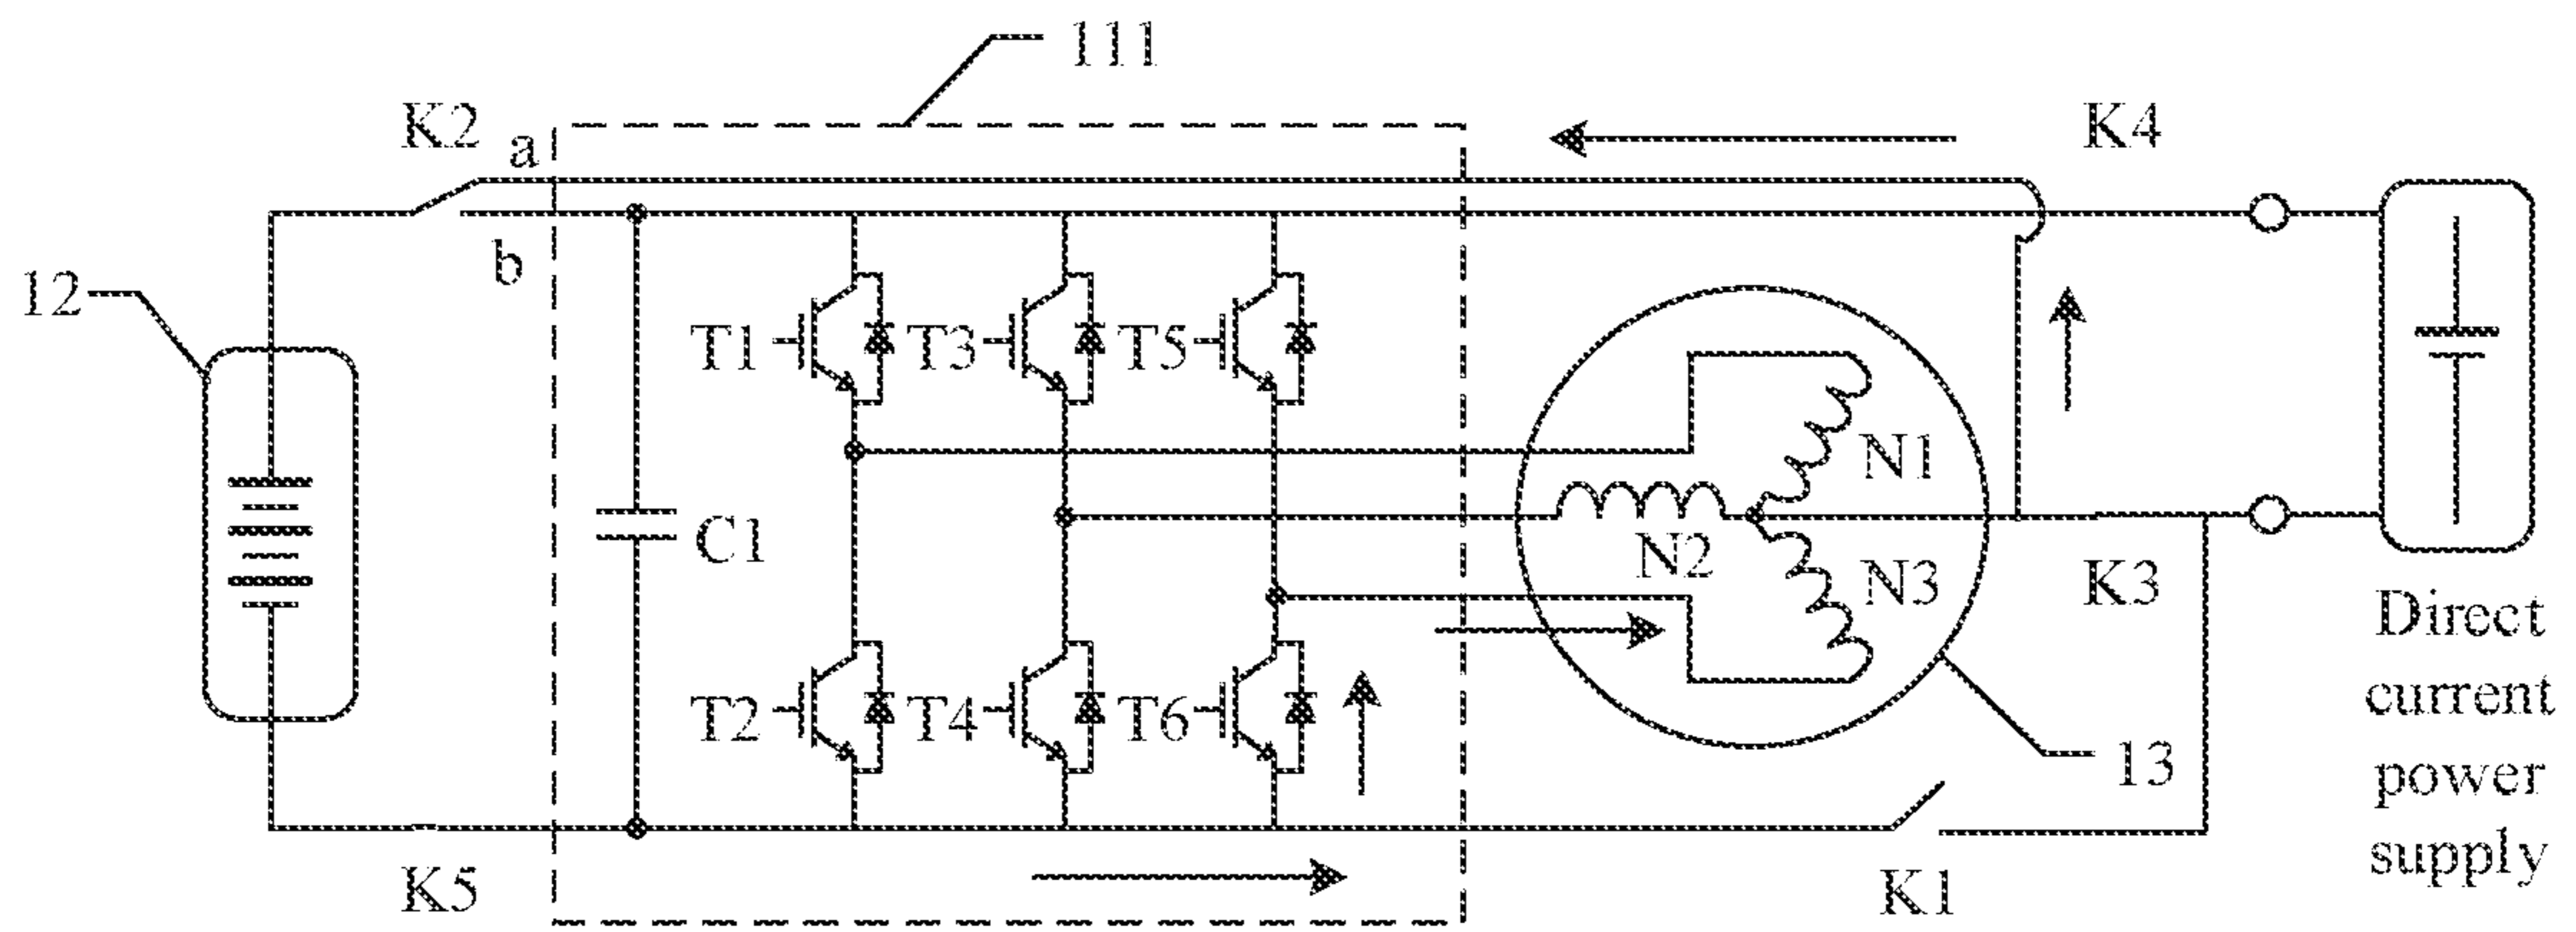 111
K2
a
K4
b
12
T1
T3
T5
N1
C1
N2
N3
K3
T2
T4
T6
13
K5
K1
Direct
current
power
supply